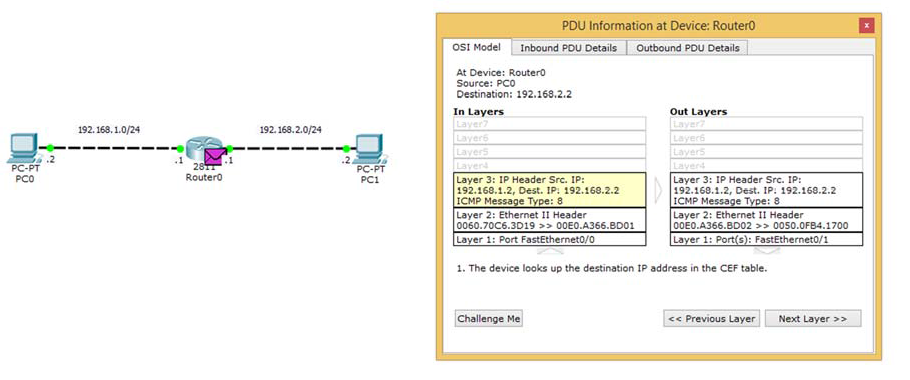 192.168.1.0/24
192.168.2.0/24
.2
.1
.1
.2
PC-PT
PC0
2811
Router0
PC-PT
PC1
PDU Information at Device: Router0
x
OSI Model
Inbound PDU Details
Outbound PDU Details
At Device: Router0
Source: PC0
Destination: 192.168.2.2
In Layers
Layer7
Layer6
Layer5
Layer4
Layer 3: IP Header Src. IP:
192.168.1.2, Dest. IP: 192.168.2.2
ICMP Message Type: 8
Layer 2: Ethernet II Header
0060.70C6.3D19 >> 00E0.A366.BD01
Layer 1: Port FastEthernet0/0
Out Layers
Layer7
Layer6
Layer5
Layer4
Layer 3: IP Header Src. IP:
192.168.1.2, Dest. IP: 192.168.2.2
ICMP Message Type: 8
Layer 2: Ethernet II Header
00E0.A366.BD02 >> 0050.0FB4.1700
Layer 1: Port(s): FastEthernet0/1
1. The device looks up the destination IP address in the CEF table.
Challenge Me
<< Previous Layer
Next Layer >>